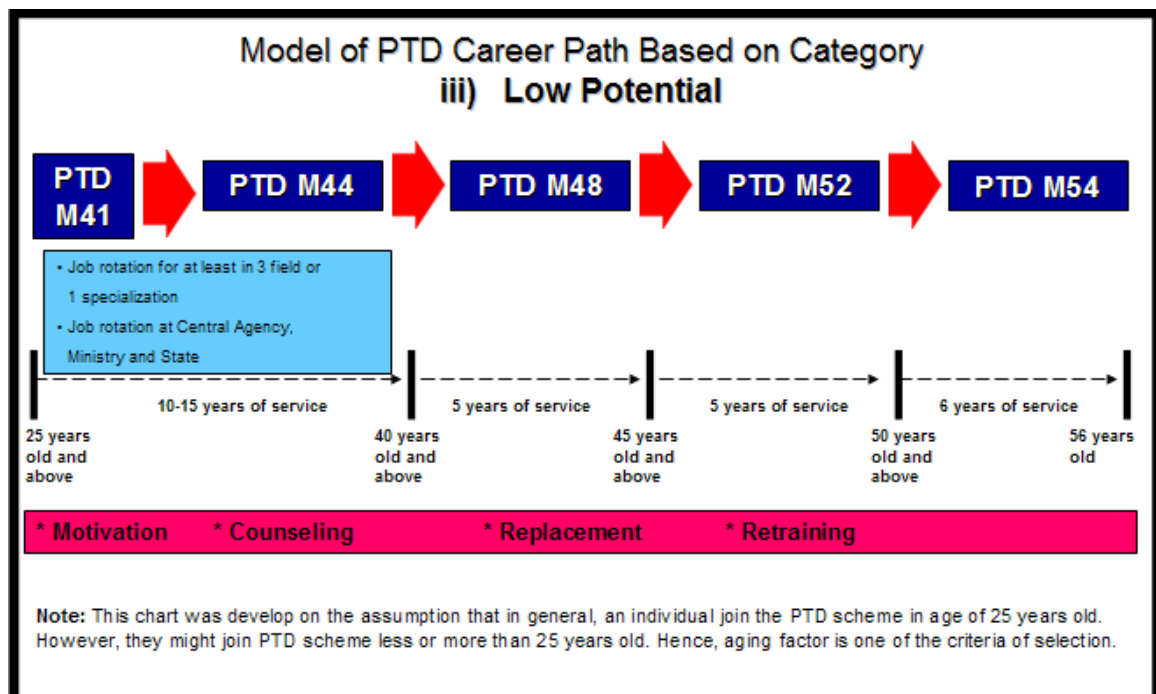 Model of PTD Career Path Based on Category
iii) Low Potential
PTD
M41
PTD M44
PTD M48
PTD M52
PTD M54
• Job rotation for at least in 3 field or
1 specialization
• Job rotation at Central Agency,
Ministry and State
10-15 years of service
5 years of service
5 years of service
6 years of service
25 years
old and
above
40 years
old and
above
45 years
old and
above
50 years
old and
above
56 years
old
* Motivation * Counseling * Replacement * Retraining
Note: This chart was develop on the assumption that in general, an individual join the PTD scheme in age of 25 years old.
However, they might join PTD scheme less or more than 25 years old. Hence, aging factor is one of the criteria of selection.